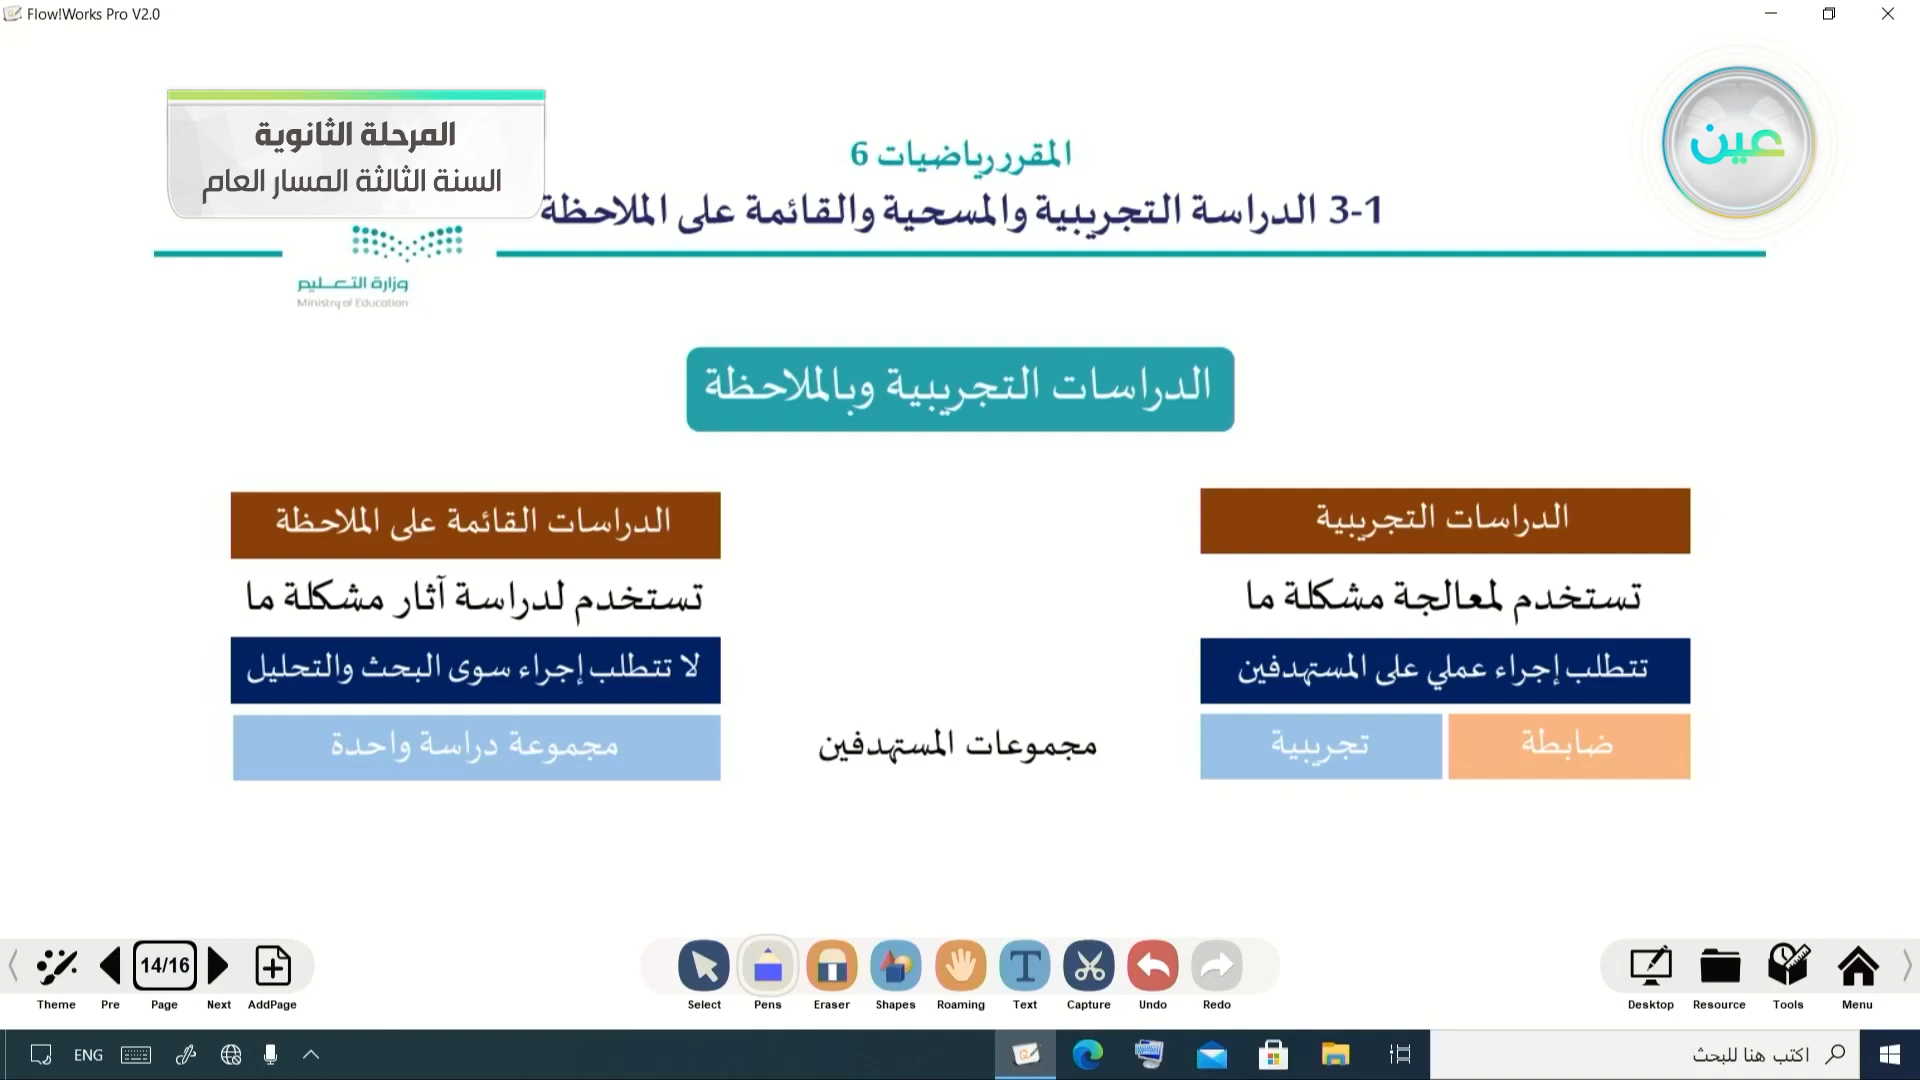 Flow!Works Pro V2.0
المرحلة الثانوية
السنة الثالثة المسار العام
عين
المقرر رياضيات 6
3-1 الدراسة التجريبية والمسحية والقائمة على الملاحظة
وزارة التعليم
Ministry of Education
الدراسات التجريبية وبالملاحظة
الدراسات التجريبية
الدراسات القائمة على الملاحظة
تستخدم لمعالجة مشكلة ما
تستخدم لدراسة آثار مشكلة ما
تتطلب إجراء عملي على المستهدفين
لا تتطلب إجراء سوى البحث والتحليل
ضابطة
تجريبية
مجموعات المستهدفين
مجموعة دراسة واحدة
14/16
Theme Pre Page Next AddPage
Select Pens Eraser Shapes Roaming Text Capture Undo Redo
Desktop Resource Tools Menu
ENG
اكتب هنا للبحث